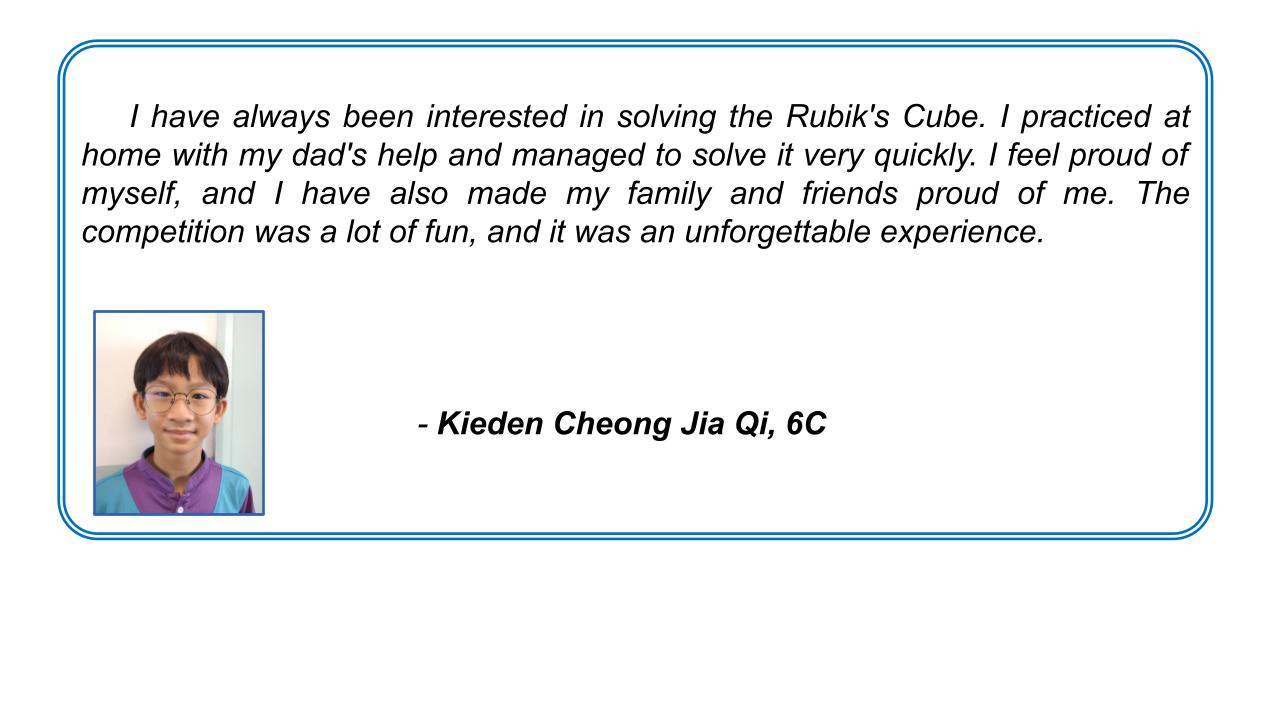 I have always been interested in solving the Rubik's Cube. I practiced at
home with my dad's help and managed to solve it very quickly. I feel proud of
myself, and I have also made my family and friends proud of me. The
competition was a lot of fun, and it was an unforgettable experience.
- Kieden Cheong Jia Qi, 6C